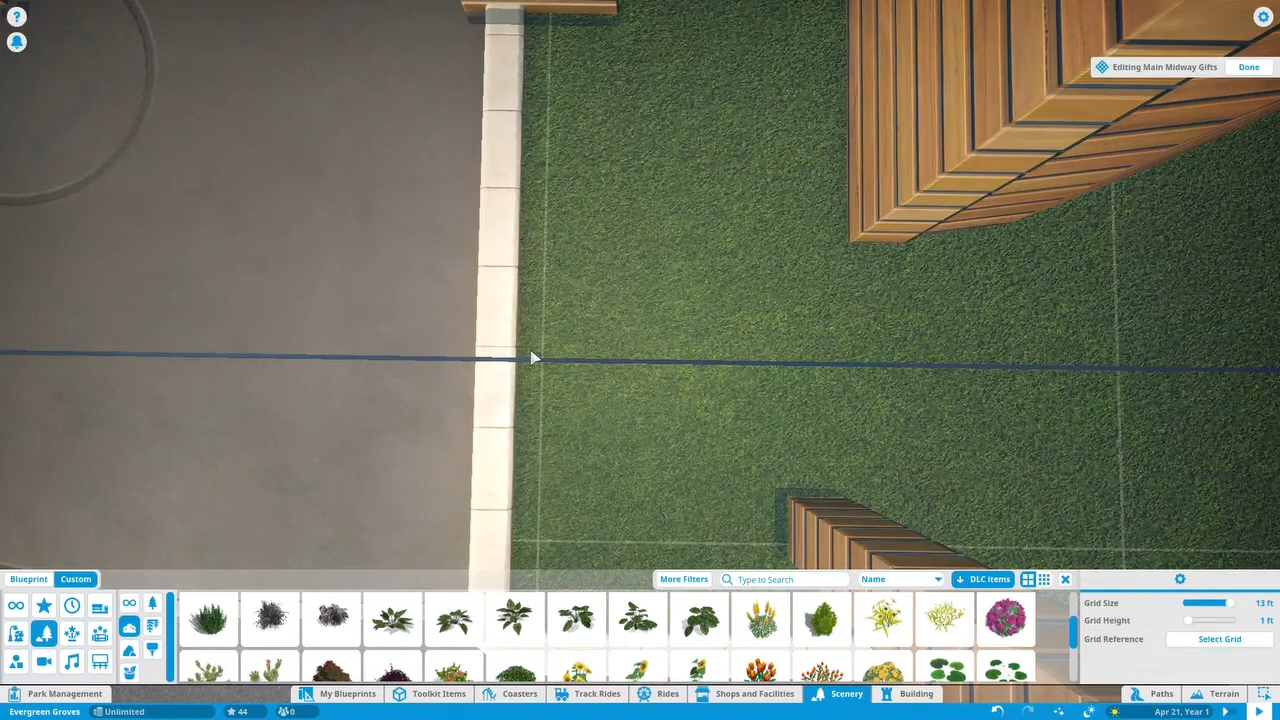 ?
Editing Main Midway Gifts Done
Blueprint Custom More Filters Type to Search Name DLC items
Grid Size 13 ft
Grid Height 1 ft
Grid Reference Select Grid
Park Management My Blueprints Toolkit Items Coasters Track Rides Rides Shops and Facilities Scenery Building Paths Terrain
Evergreen Groves Unlimited 44 0 Apr 21, Year 1